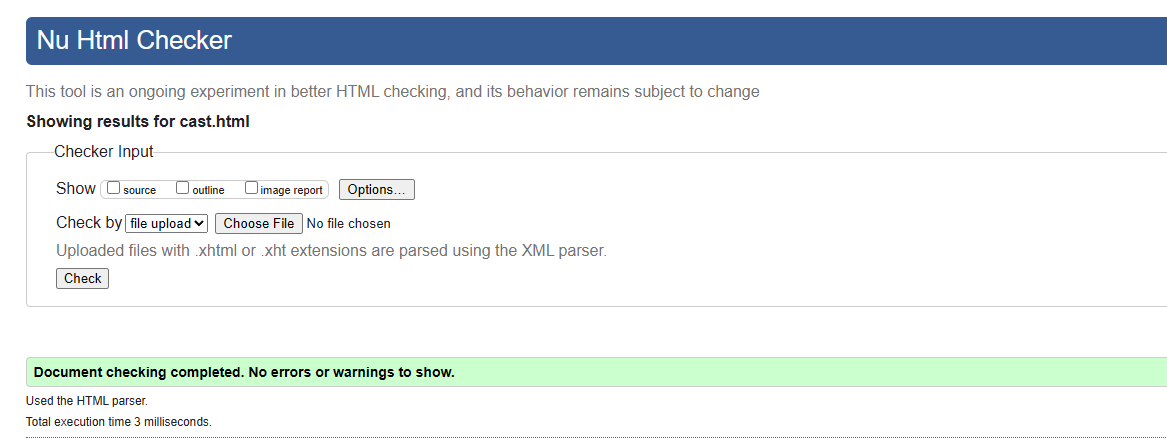 Nu Html Checker
This tool is an ongoing experiment in better HTML checking, and its behavior remains subject to change
Showing results for cast.html
Checker Input
Show source outline image report Options...
Check by file upload Choose File No file chosen
Uploaded files with .xhtml or .xht extensions are parsed using the XML parser.
Check
Document checking completed. No errors or warnings to show.
Used the HTML parser.
Total execution time 3 milliseconds.